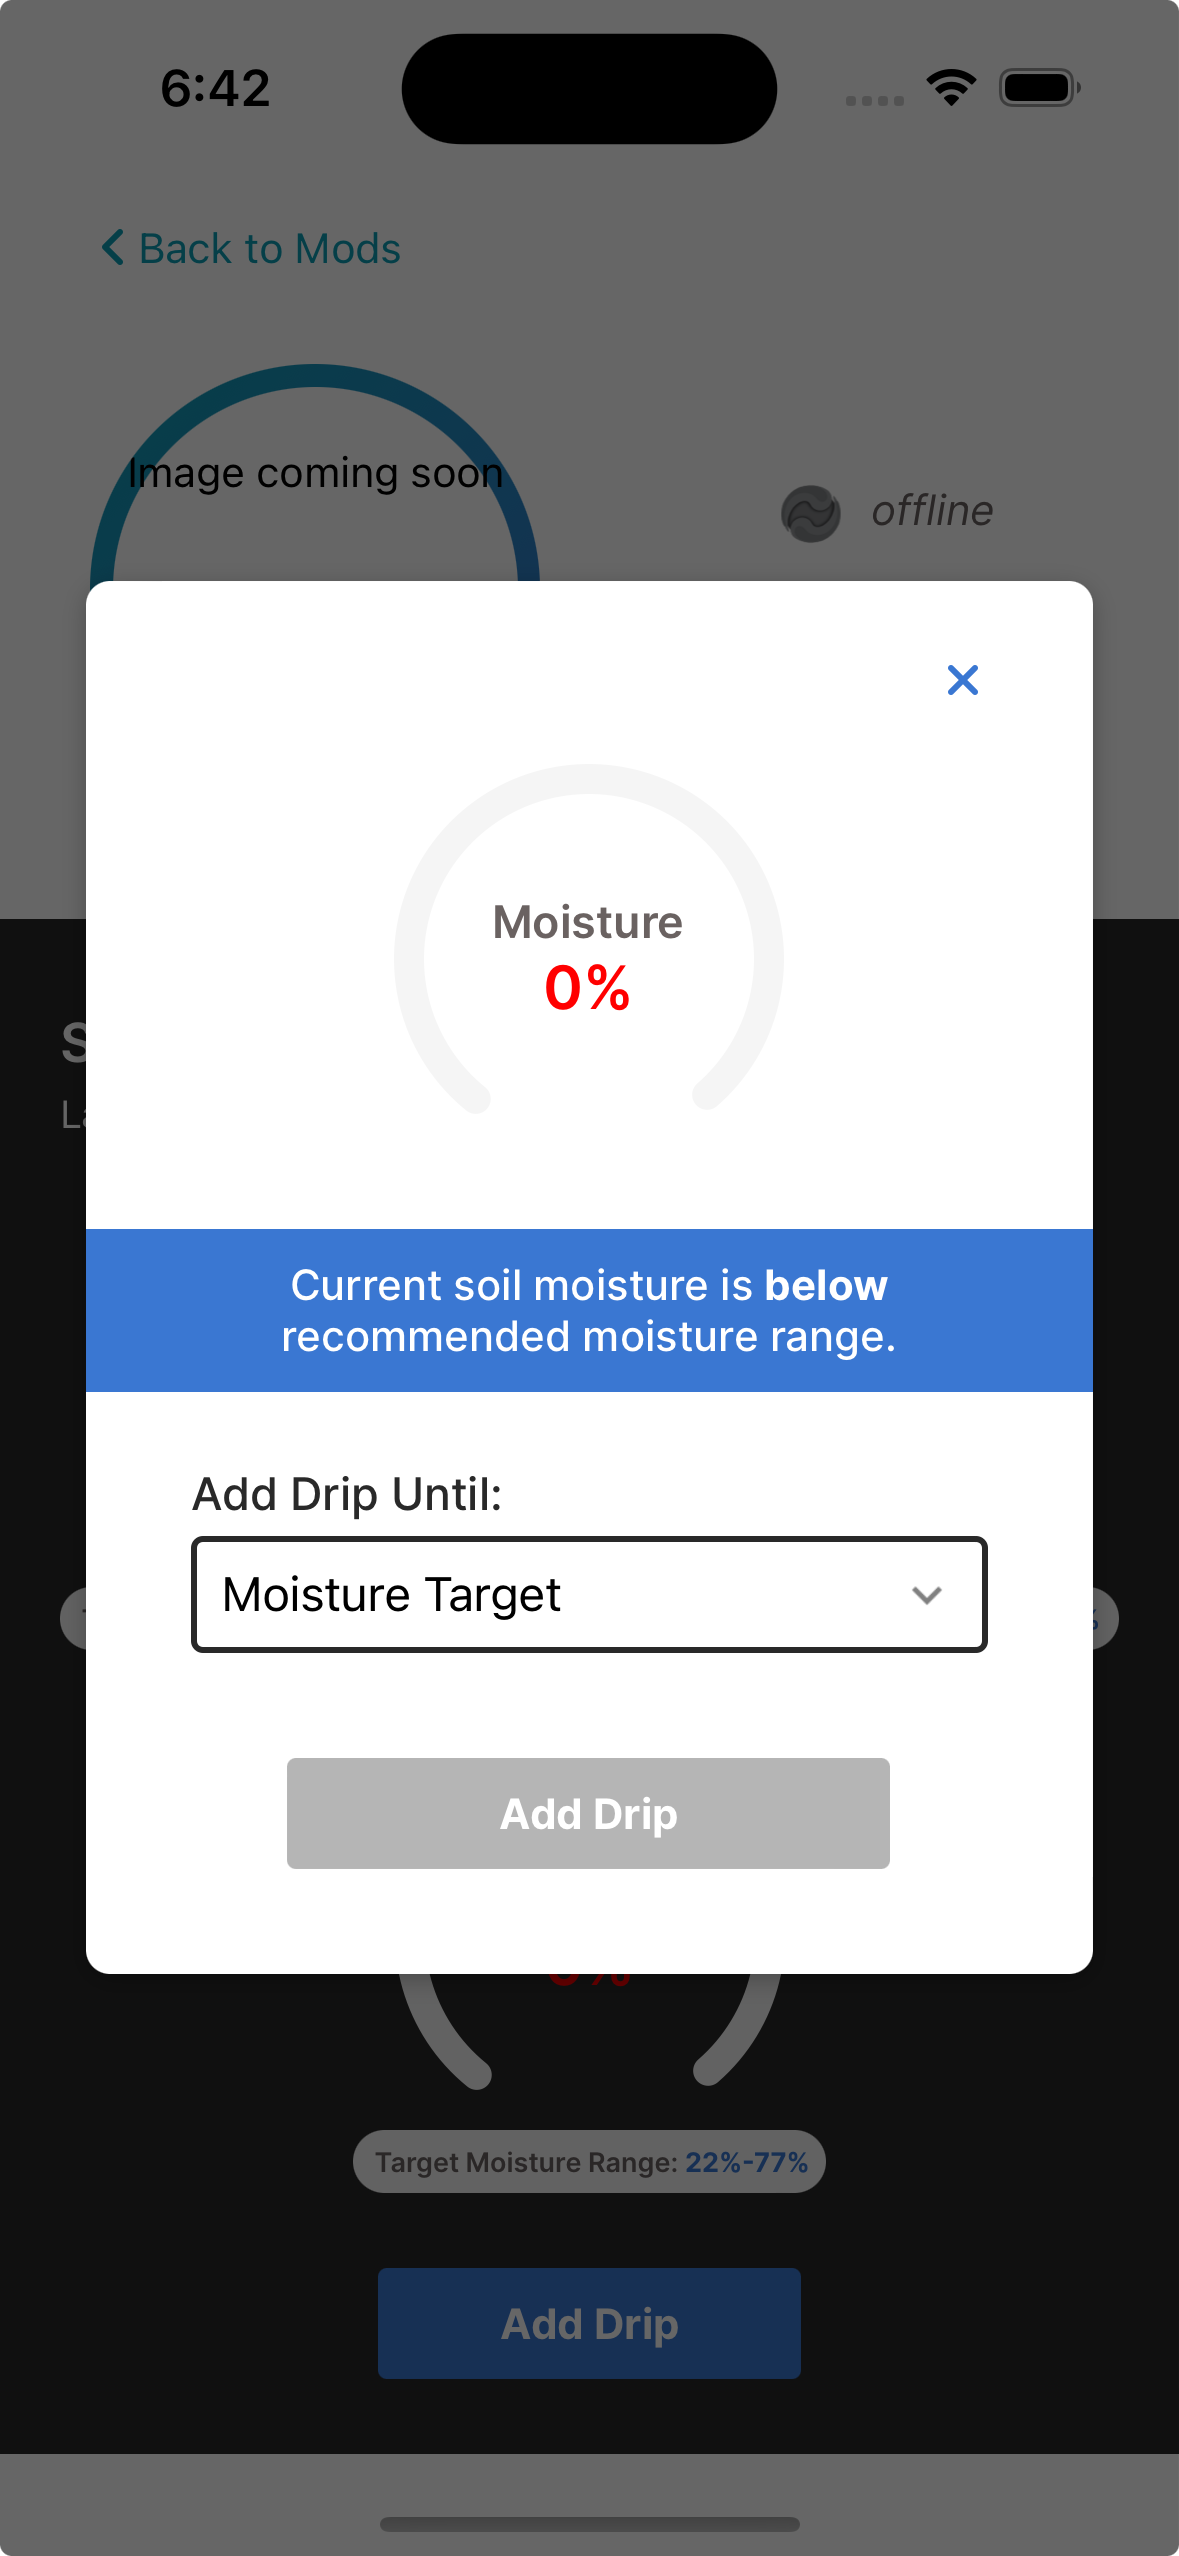 6:42
Back to Mods
Image coming soon
offline
Moisture
0%
Current soil moisture is below
recommended moisture range.
Add Drip Until:
Moisture Target
Add Drip
Target Moisture Range: 22%-77%
Add Drip